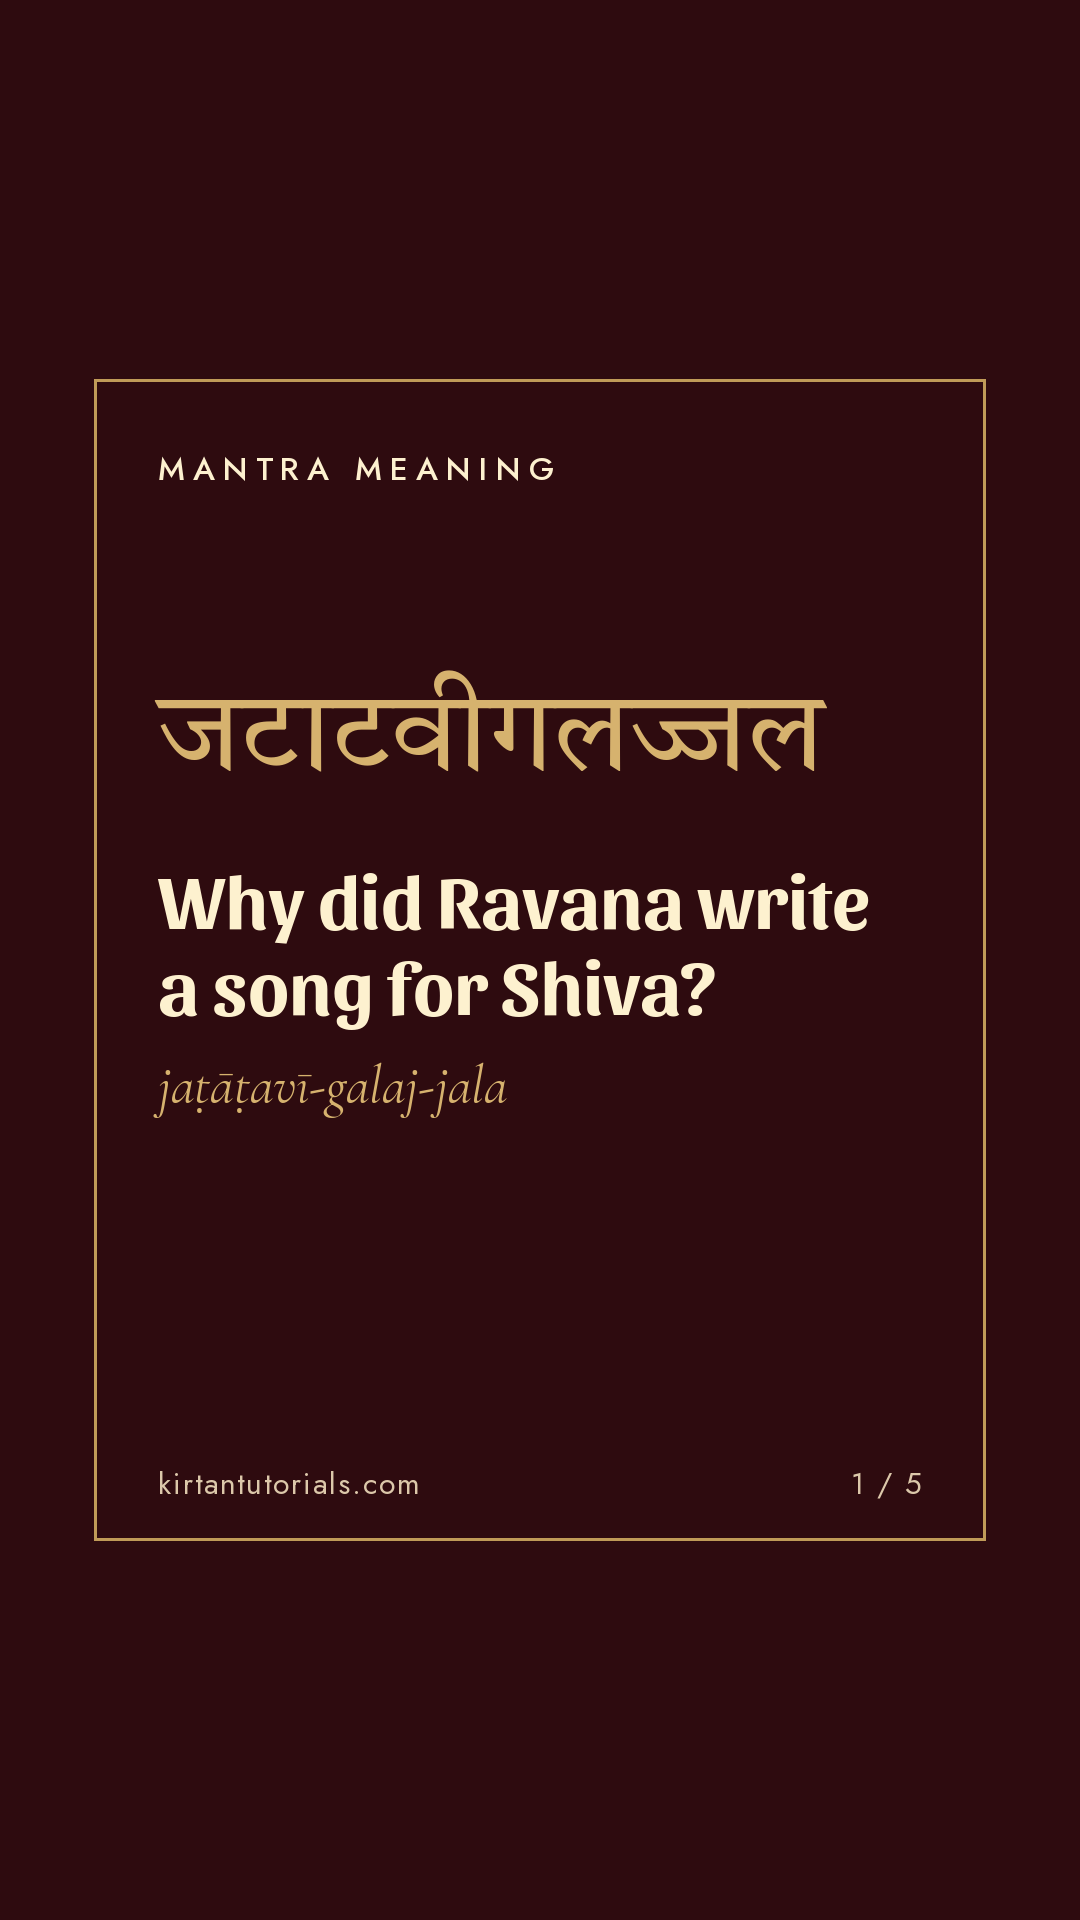 MANTRA MEANING
जटाटवीगलज्जल
Why did Ravana write
a song for Shiva?
jaṭāṭavī-galaj-jala
kirtantutorials.com
1 / 5